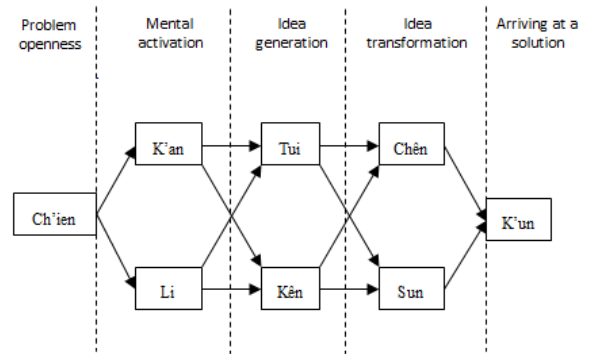 Problem
openness
Mental
activation
Idea
generation
Idea
transformation
Arriving at a
solution
K'an
Tui
Chên
Ch'ien
K'un
Li
Kên
Sun